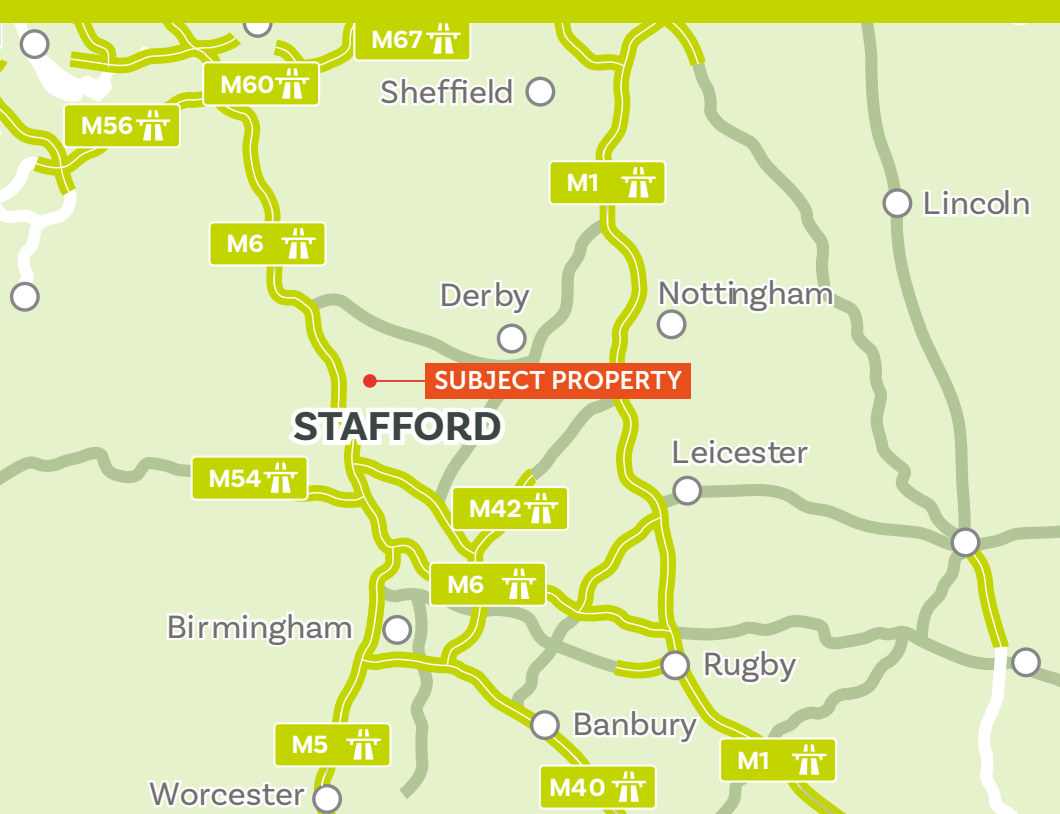 M67
M60
Sheffield
M56
M1
Lincoln
M6
Derby
Nottingham
SUBJECT PROPERTY
STAFFORD
Leicester
M54
M42
M6
Birmingham
Rugby
Banbury
M5
M1
M40
Worcester